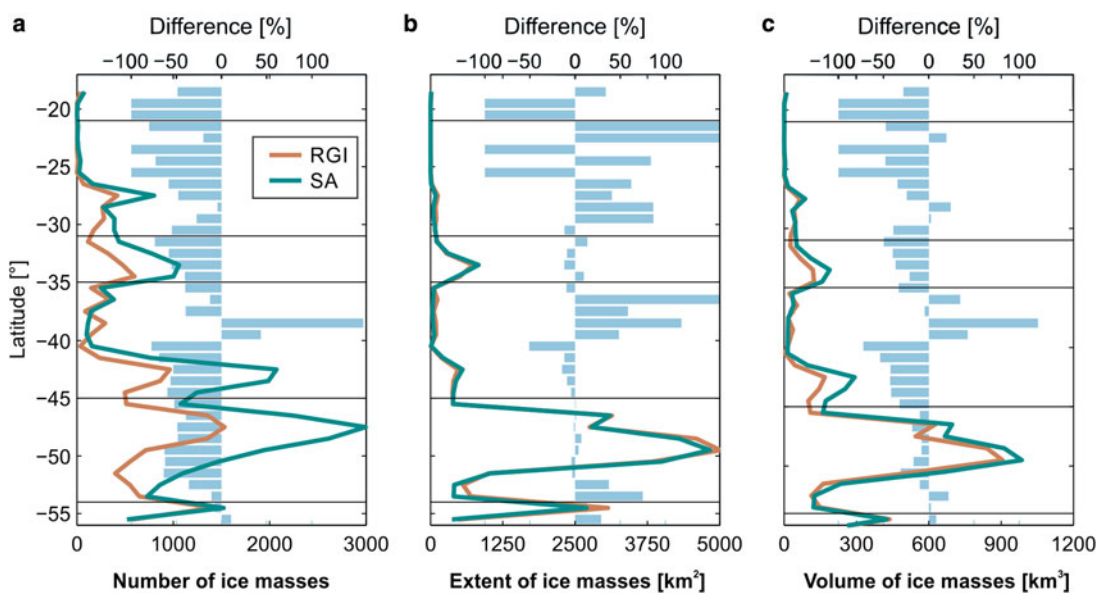 a
Difference [%]
−100 −50 0 50 100
b
Difference [%]
−100 −50 0 50 100
c
Difference [%]
−100 −50 0 50 100
Latitude [°]
−20
−25
−30
−35
−40
−45
−50
−55
RGI
SA
0 1000 2000 3000
0 1250 2500 3750 5000
0 300 600 900 1200
Number of ice masses
Extent of ice masses [km²]
Volume of ice masses [km³]